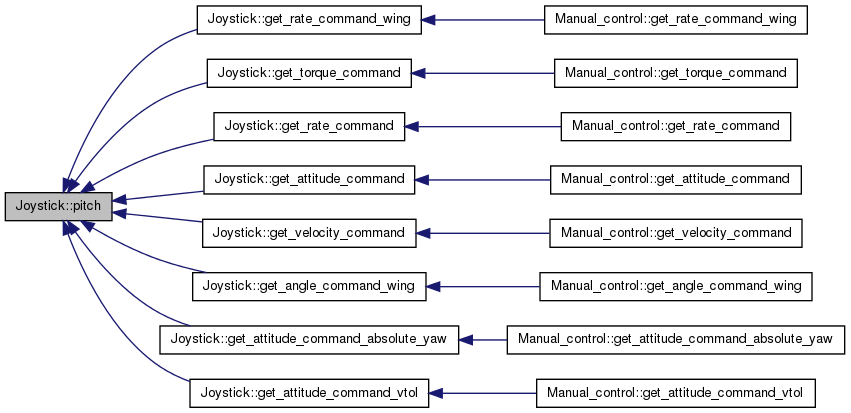 Joystick::get_rate_command_wing
Manual_control::get_rate_command_wing
Joystick::get_torque_command
Manual_control::get_torque_command
Joystick::get_rate_command
Manual_control::get_rate_command
Joystick::get_attitude_command
Manual_control::get_attitude_command
Joystick::pitch
Joystick::get_velocity_command
Manual_control::get_velocity_command
Joystick::get_angle_command_wing
Manual_control::get_angle_command_wing
Joystick::get_attitude_command_absolute_yaw
Manual_control::get_attitude_command_absolute_yaw
Joystick::get_attitude_command_vtol
Manual_control::get_attitude_command_vtol